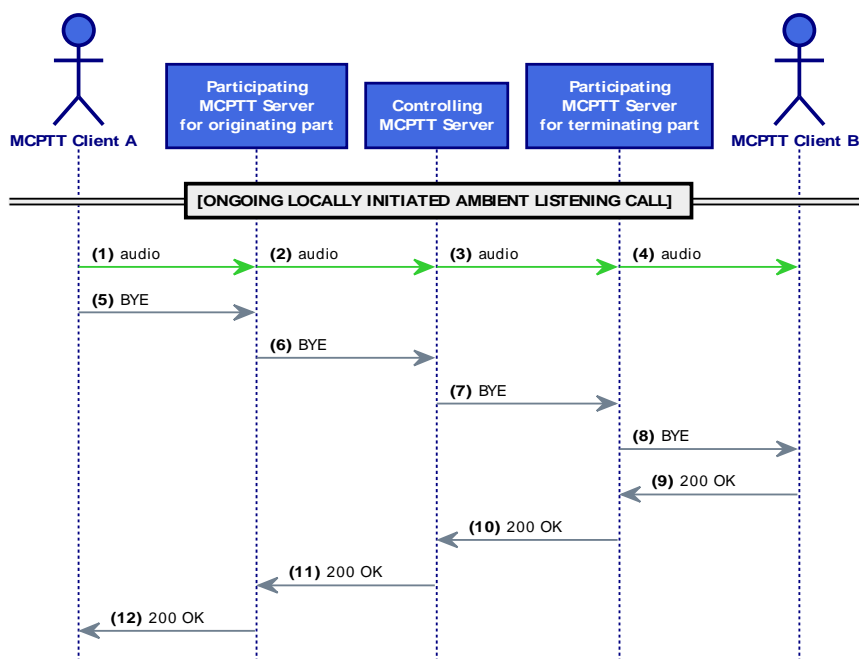 Participating
MCPTT Server
for originating part
Controlling
MCPTT Server
Participating
MCPTT Server
for terminating part
MCPTT Client A
MCPTT Client B
[ONGOING LOCALLY INITIATED AMBIENT LISTENING CALL]
(1) audio
(2) audio
(3) audio
(4) audio
(5) BYE
(6) BYE
(7) BYE
(8) BYE
(9) 200 OK
(10) 200 OK
(11) 200 OK
(12) 200 OK